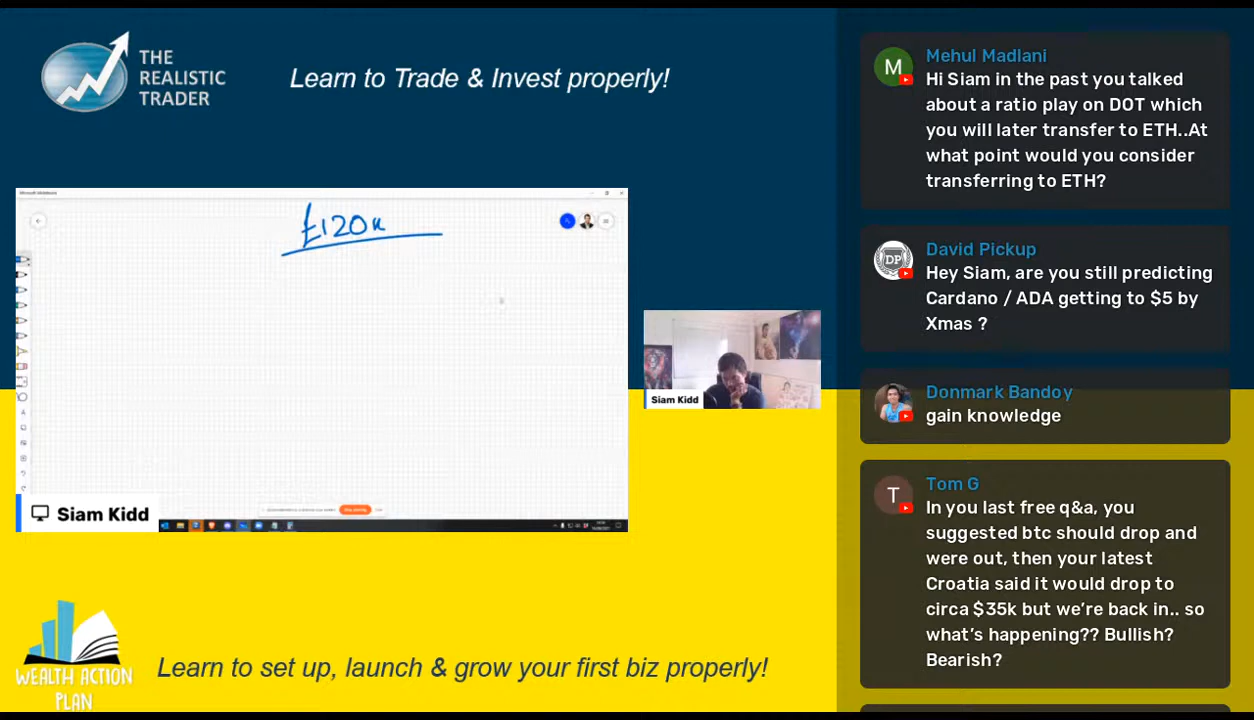 THE
REALISTIC
TRADER
Learn to Trade & Invest properly!
£120k
Siam Kidd
Siam Kidd
WEALTH ACTION
PLAN
Learn to set up, launch & grow your first biz properly!
Mehul Madlani
Hi Siam in the past you talked
about a ratio play on DOT which
you will later transfer to ETH..At
what point would you consider
transferring to ETH?
David Pickup
Hey Siam, are you still predicting
Cardano / ADA getting to $5 by
Xmas ?
Donmark Bandoy
gain knowledge
Tom G
In you last free q&a, you
suggested btc should drop and
were out, then your latest
Croatia said it would drop to
circa $35k but we’re back in.. so
what’s happening?? Bullish?
Bearish?